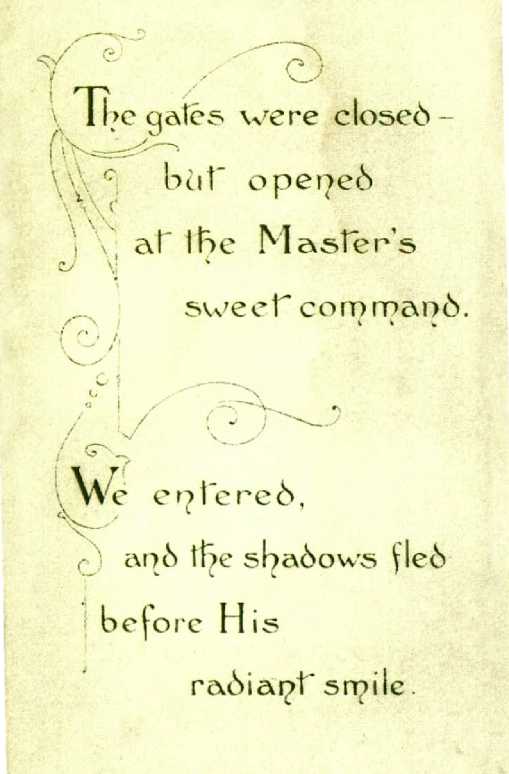 The gates were closed –
but opened
at the Master's
sweet command.
We entered,
and the shadows fled
before His
radiant smile.